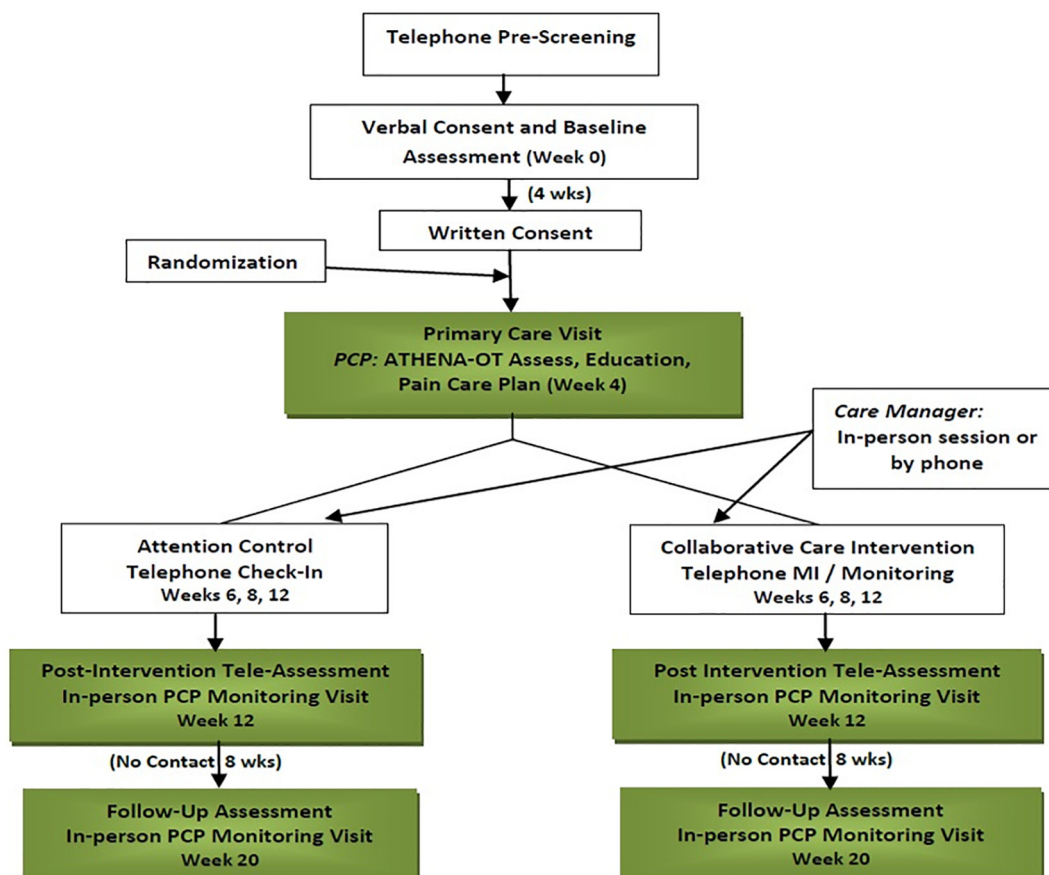 Telephone Pre-Screening
Verbal Consent and Baseline
Assessment (Week 0)
(4 wks)
Written Consent
Randomization
Primary Care Visit
PCP: ATHENA-OT Assess, Education,
Pain Care Plan (Week 4)
Care Manager:
In-person session or
by phone
Attention Control
Telephone Check-In
Weeks 6, 8, 12
Collaborative Care Intervention
Telephone MI / Monitoring
Weeks 6, 8, 12
Post-Intervention Tele-Assessment
In-person PCP Monitoring Visit
Week 12
Post Intervention Tele-Assessment
In-person PCP Monitoring Visit
Week 12
(No Contact 8 wks)
(No Contact 8 wks)
Follow-Up Assessment
In-person PCP Monitoring Visit
Week 20
Follow-Up Assessment
In-person PCP Monitoring Visit
Week 20